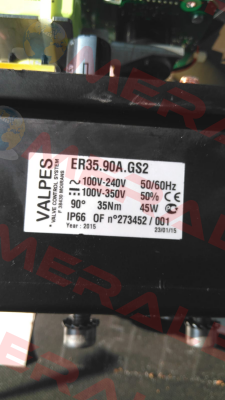 VALPES
VALVE CONTROL SYSTEM
F 38430 MOIRANS
ER35.90A.GS2
100V-240V 50/60Hz
100V-350V 50%
90° 35Nm 45W
IP66 OF n°273452 / 001
Year : 2015 23/01/15
EMERALD